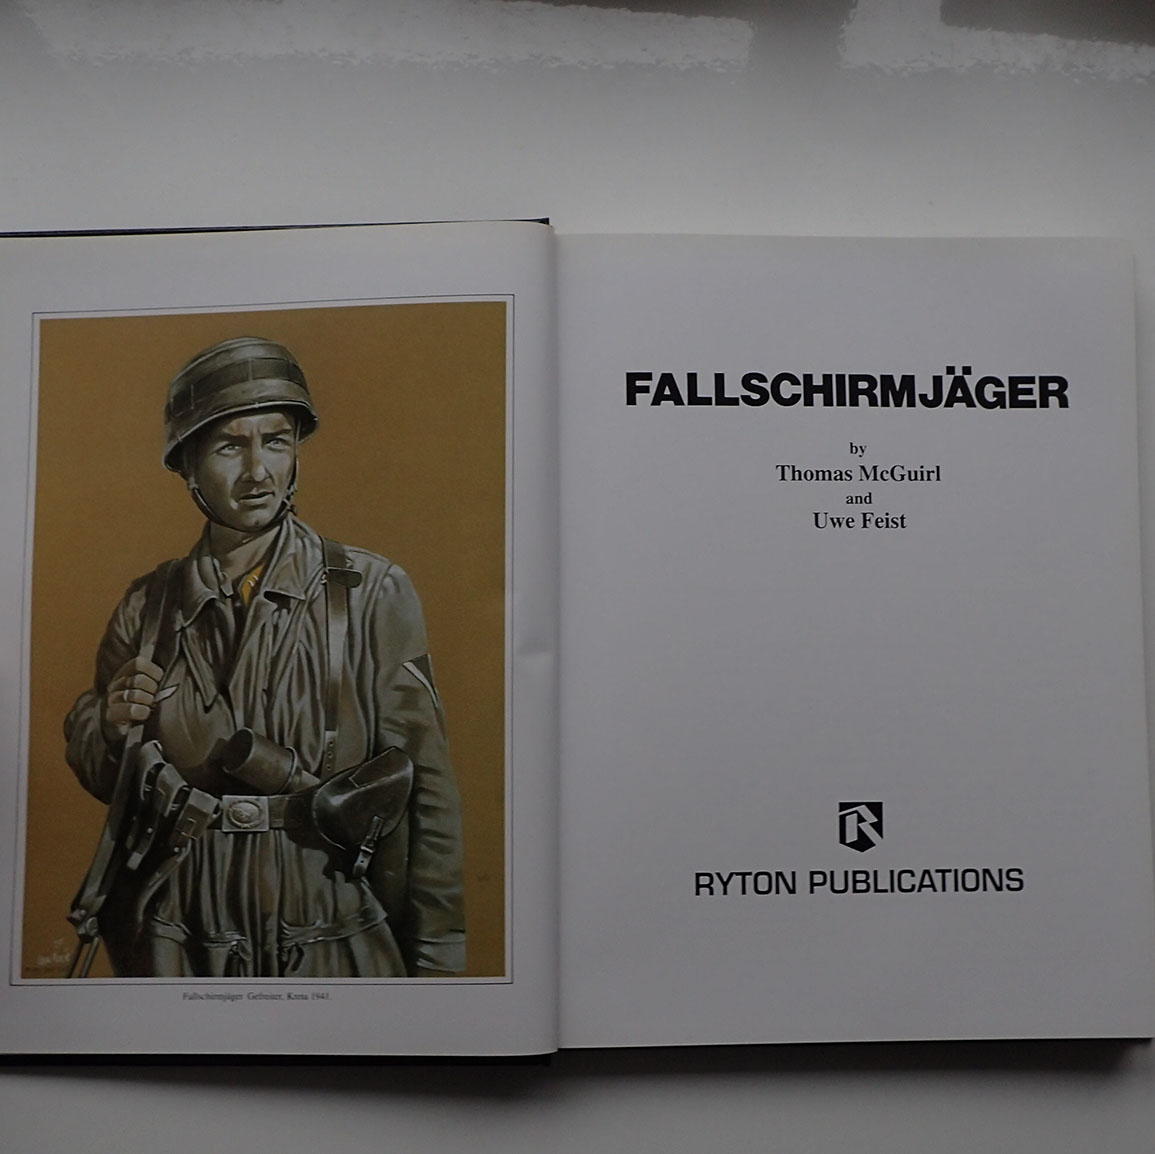 Fallschirmjäger Gefreiter, Kreta 1941.
FALLSCHIRMJÄGER
by
Thomas McGuirl
and
Uwe Feist
RYTON PUBLICATIONS